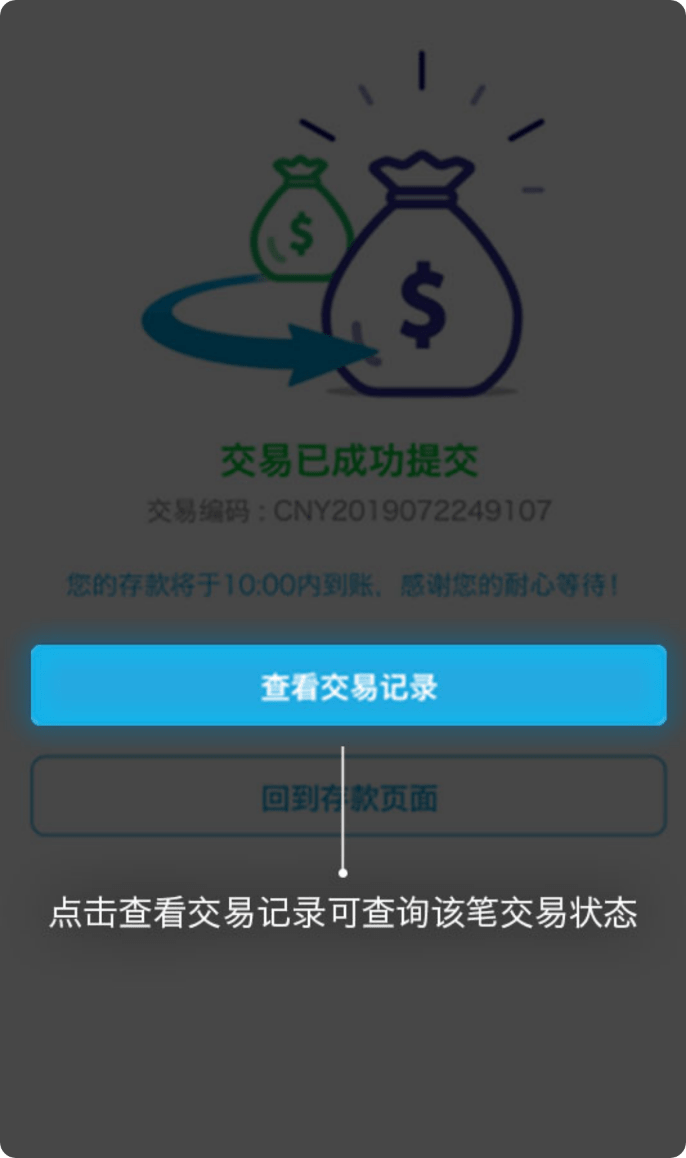 $
$
交易已成功提交
交易编码 : CNY2019072249107
您的存款将于10:00内到账，感谢您的耐心等待！
查看交易记录
回到存款页面
点击查看交易记录可查询该笔交易状态